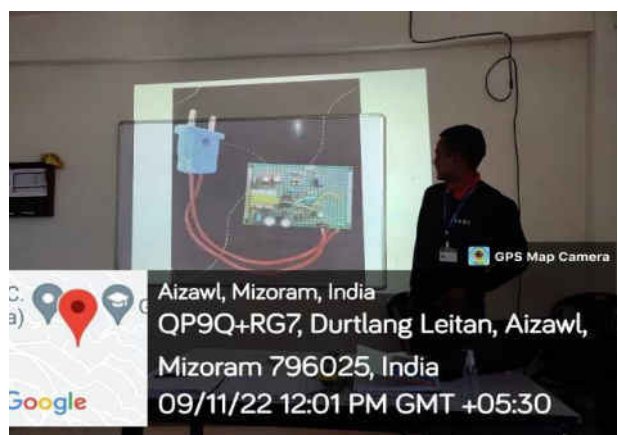 GPS Map Camera
Aizawl, Mizoram, India
QP9Q+RG7, Durtlang Leitan, Aizawl,
Mizoram 796025, India
09/11/22 12:01 PM GMT +05:30
C.
a)
G
Google